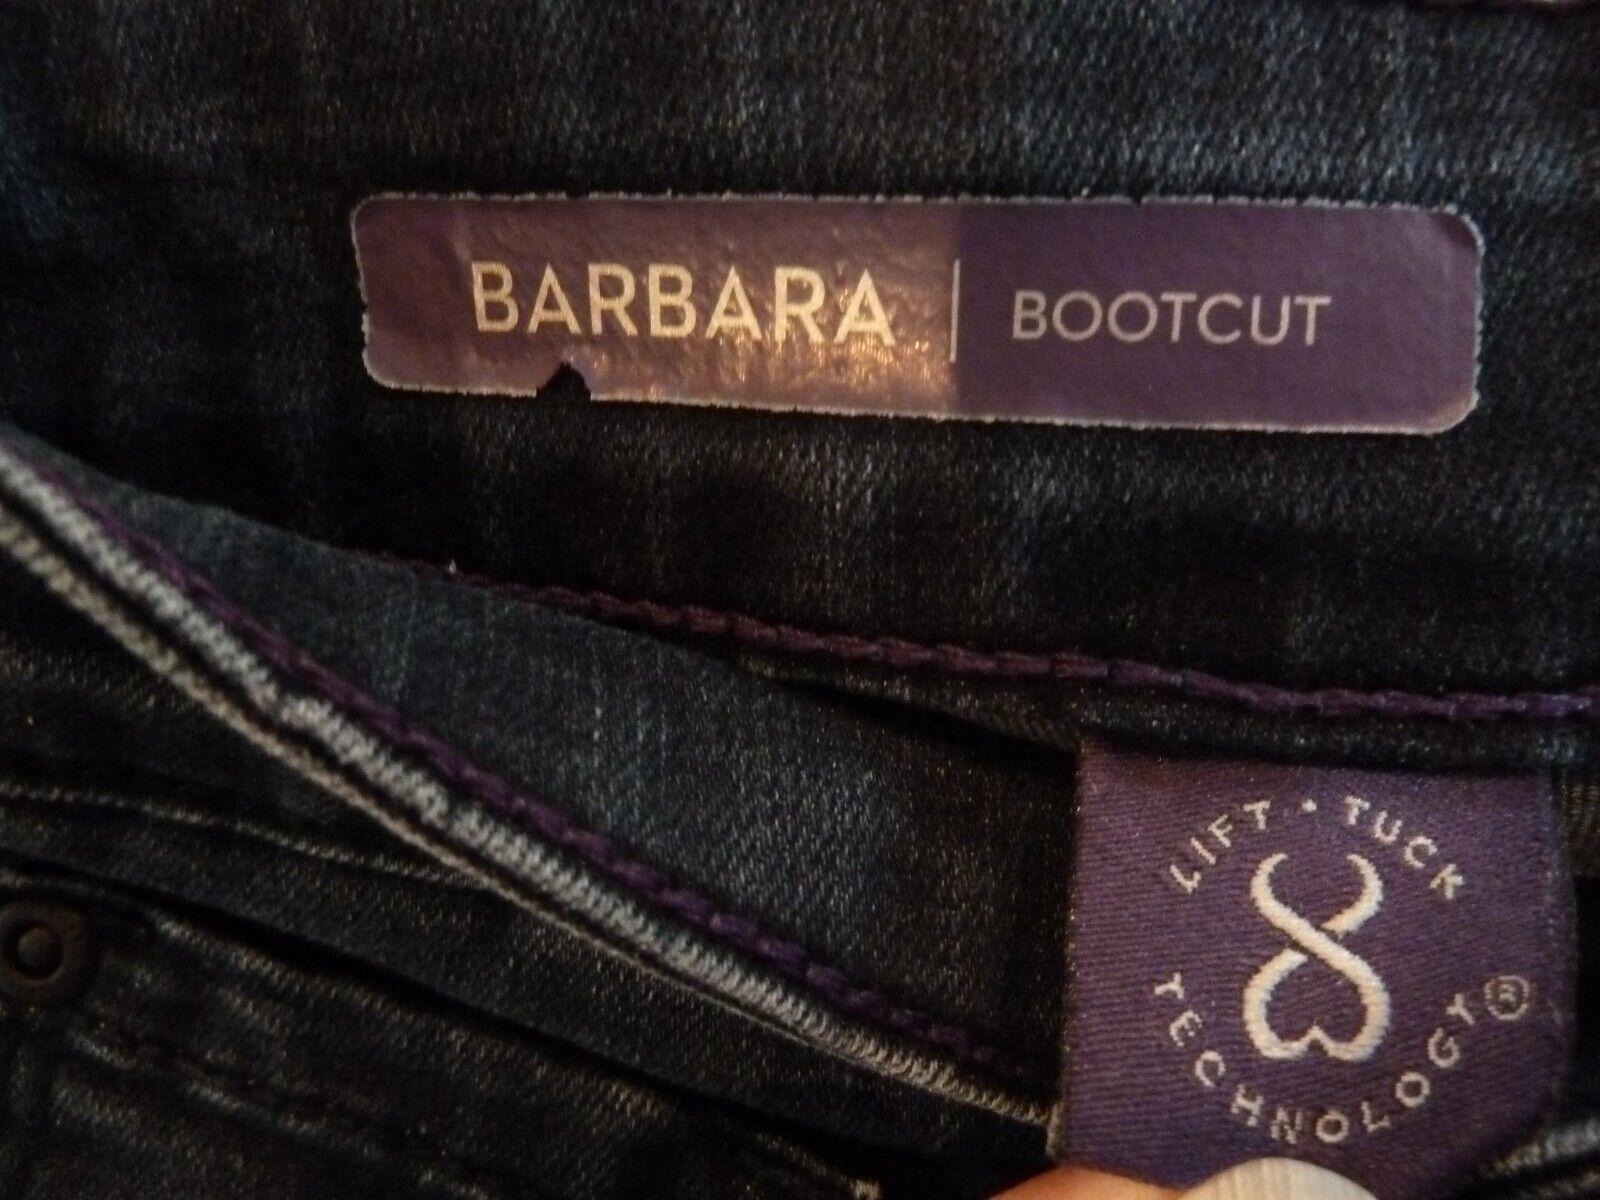 BARBARA | BOOTCUT
LIFT · TUCK
TECHNOLOGY®